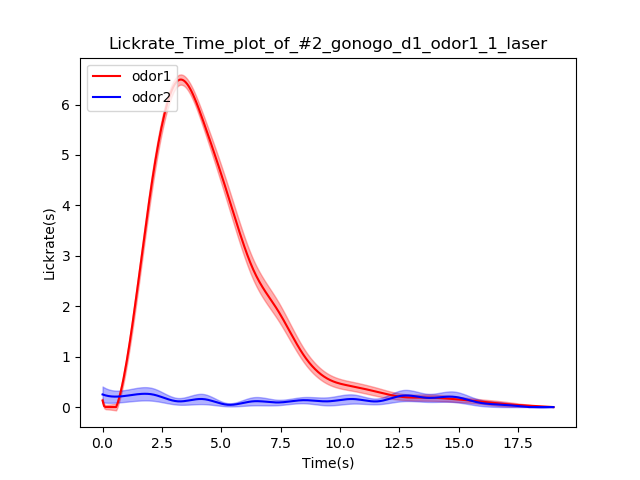 Lickrate_Time_plot_of_#2_gonogo_d1_odor1_1_laser
odor1
odor2
6
5
4
3
2
1
0
Lickrate(s)
0.0 2.5 5.0 7.5 10.0 12.5 15.0 17.5
Time(s)